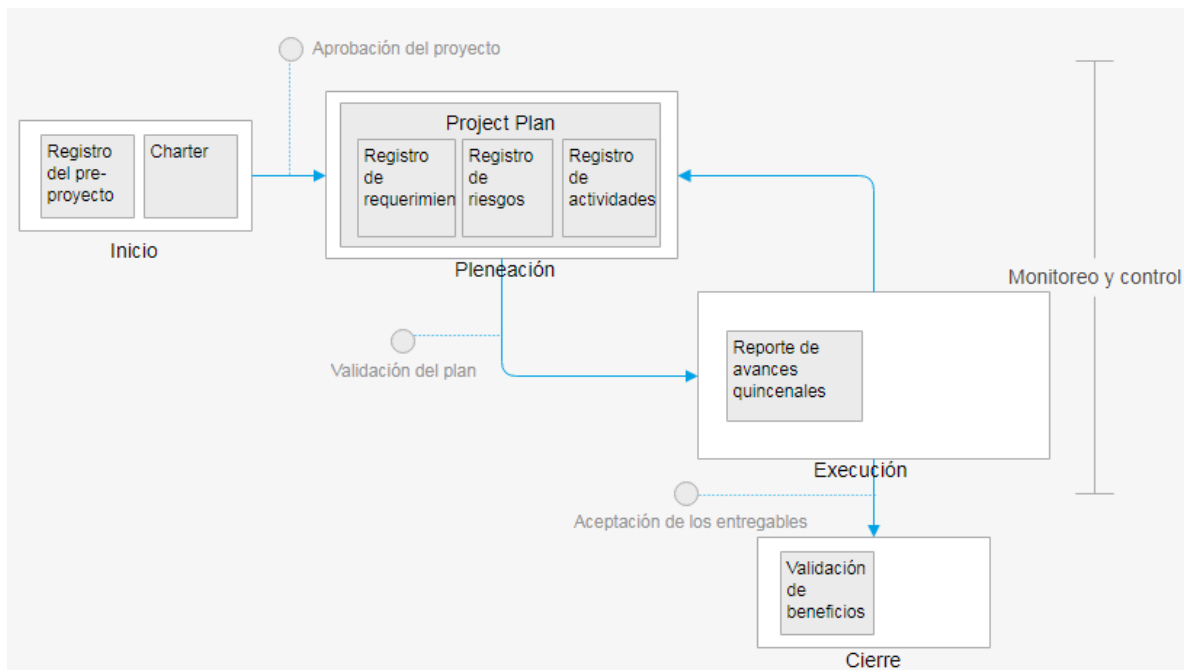 Aprobación del proyecto
Registro
del pre-
proyecto
Charter
Inicio
Project Plan
Registro
de
requerimien
Registro
de
riesgos
Registro
de
actividades
Pleneación
Monitoreo y control
Validación del plan
Reporte de
avances
quincenales
Execución
Aceptación de los entregables
Validación
de
beneficios
Cierre